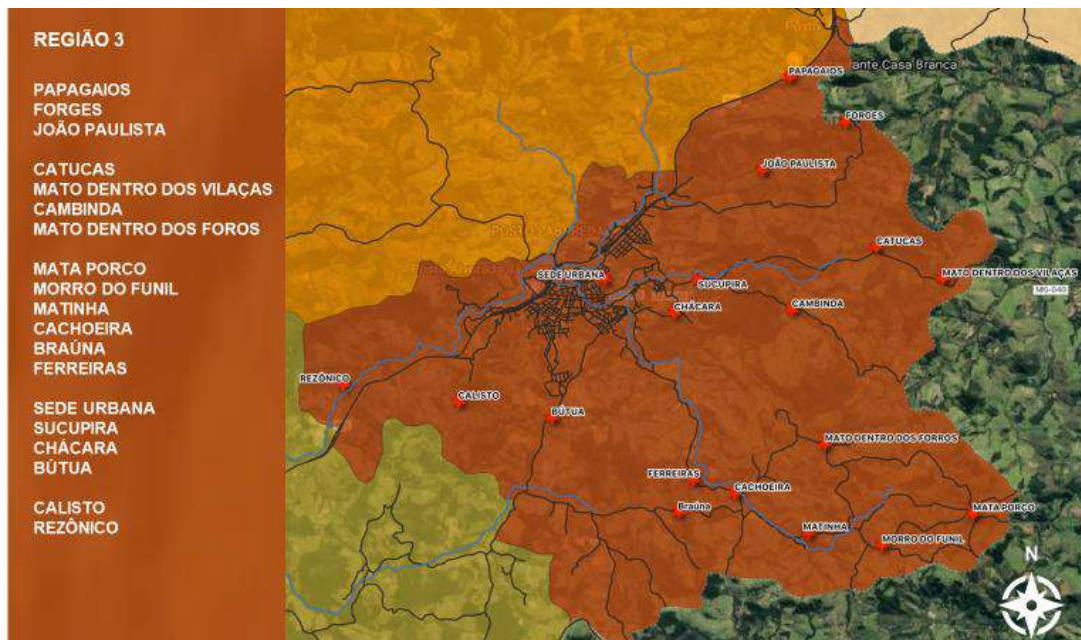 REGIÃO 3
PAPAGAIOS
FORGES
JOÃO PAULISTA
CATUCAS
MATO DENTRO DOS VILAÇAS
CAMBINDA
MATO DENTRO DOS FOROS
MATA PORCO
MORRO DO FUNIL
MATINHA
CACHOEIRA
BRAÚNA
FERREIRAS
SEDE URBANA
SUCUPIRA
CHÁCARA
BÚTUA
CALISTO
REZÔNICO
Casa Branca
PAPAGAIOS
FORGES
JOÃO PAULISTA
CATUCAS
SEDE URBANA
SUCUPIRA
MATO DENTRO DOS VILAÇAS
CHÁCARA
CAMBINDA
REZÔNICO
CALISTO
BÚTUA
MATO DENTRO DOS FORROS
FERREIRAS
CACHOEIRA
Braúna
MATA PORCO
MATINHA
MORRO DO FUNIL
N